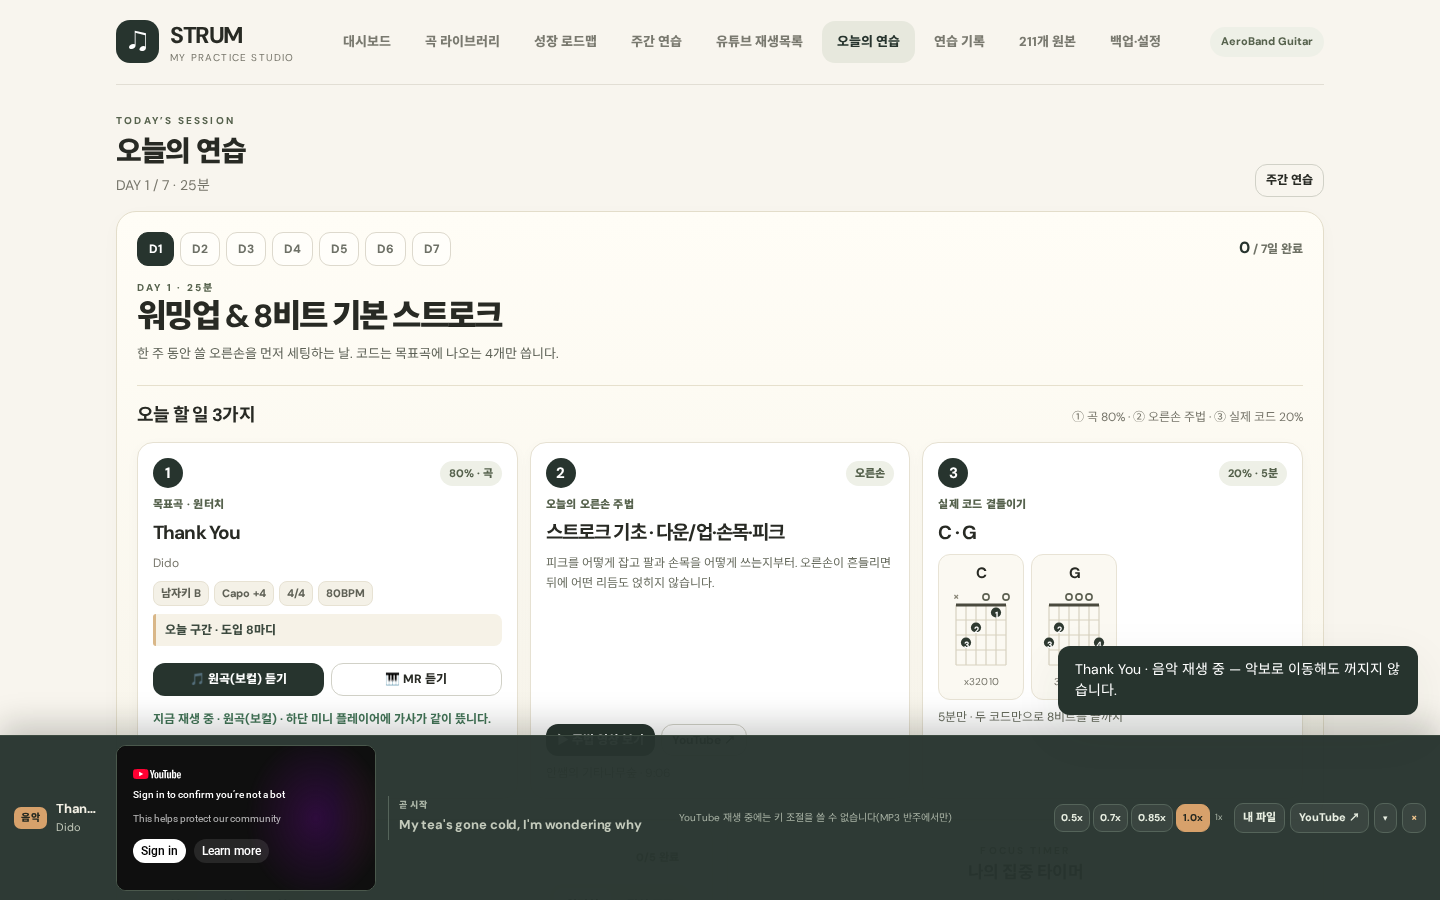 STRUM
MY PRACTICE STUDIO
대시보드
곡 라이브러리
성장 로드맵
주간 연습
유튜브 재생목록
오늘의 연습
연습 기록
211개 원본
백업·설정
AeroBand Guitar
TODAY'S SESSION
오늘의 연습
DAY 1 / 7 · 25분
주간 연습
D1
D2
D3
D4
D5
D6
D7
0 / 7일 완료
DAY 1 · 25분
워밍업 & 8비트 기본 스트로크
한 주 동안 쓸 오른손을 먼저 세팅하는 날. 코드는 목표곡에 나오는 4개만 씁니다.
오늘 할 일 3가지
① 곡 80% · ② 오른손 주법 · ③ 실제 코드 20%
1
80% · 곡
목표곡 · 원터치
Thank You
Dido
남자키 B
Capo +4
4/4
80BPM
오늘 구간 · 도입 8마디
🎵 원곡(보컬) 듣기
🎹 MR 듣기
지금 재생 중 · 원곡(보컬) · 하단 미니 플레이어에 가사가 같이 뜹니다.
2
오른손
오늘의 오른손 주법
스트로크 기초 · 다운/업·손목·피크
피크를 어떻게 잡고 팔과 손목을 어떻게 쓰는지부터. 오른손이 흔들리면
뒤에 어떤 리듬도 얹히지 않습니다.
▶ 주법 영상 보기
YouTube ↗
3
20% · 5분
실제 코드 곁들이기
C · G
C
G
x32010
5분만 · 두 코드만으로 8비트를 끝까지
Thank You · 음악 재생 중 — 악보로 이동해도 꺼지지 않
습니다.
음악
Than...
Dido
YouTube
Sign in to confirm you're not a bot
This helps protect our community
Sign in
Learn more
곧 시작
My tea's gone cold, I'm wondering why
YouTube 재생 중에는 키 조절을 쓸 수 없습니다(MP3 반주에서만)
0.5x
0.7x
0.85x
1.0x
1x
내 파일
YouTube ↗
▾
×
FOCUS TIMER
나의 집중 타이머